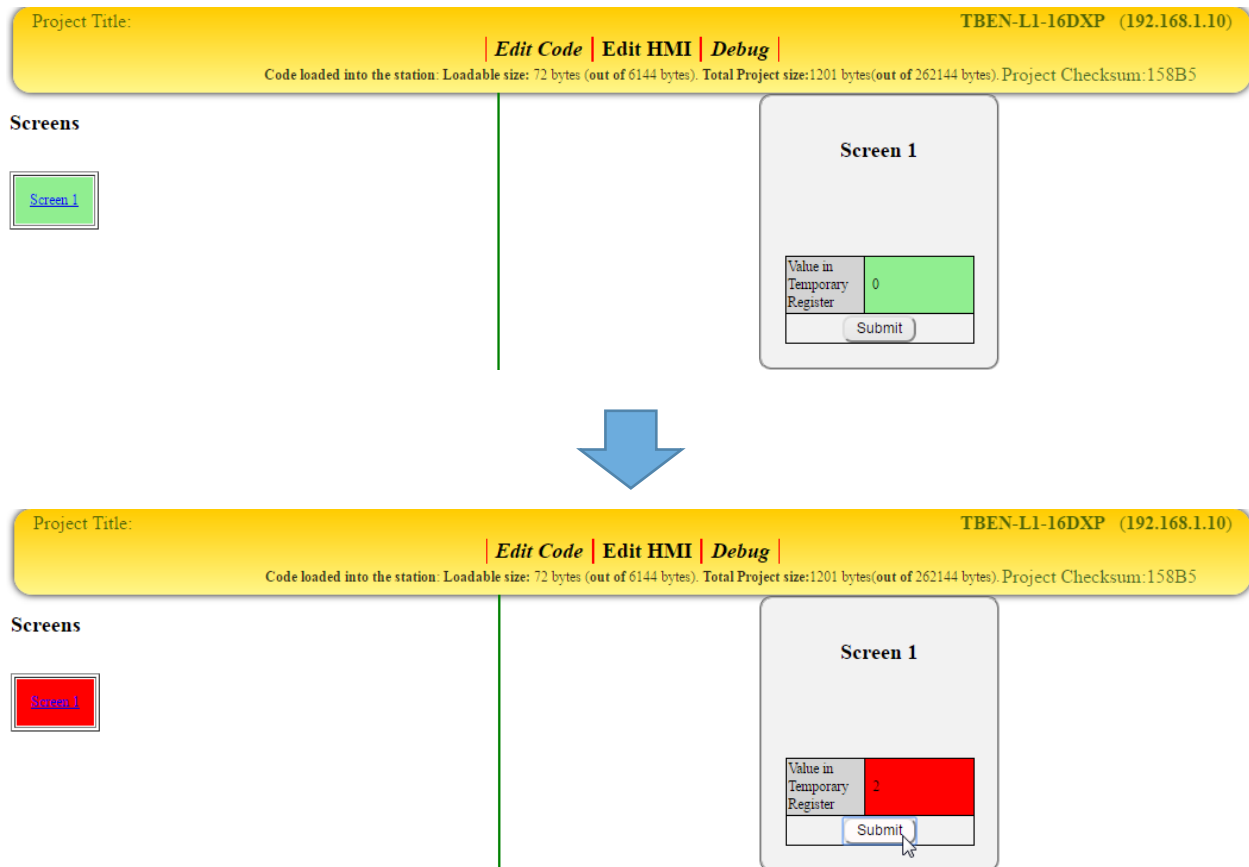 Project Title:
TBEN-L1-16DXP (192.168.1.10)
| Edit Code | Edit HMI | Debug |
Code loaded into the station: Loadable size: 72 bytes (out of 6144 bytes). Total Project size:1201 bytes(out of 262144 bytes). Project Checksum:158B5
Screens
Screen 1
Screen 1
Value in
Temporary
Register
0
Submit
Project Title:
TBEN-L1-16DXP (192.168.1.10)
| Edit Code | Edit HMI | Debug |
Code loaded into the station: Loadable size: 72 bytes (out of 6144 bytes). Total Project size:1201 bytes(out of 262144 bytes). Project Checksum:158B5
Screens
Screen 1
Screen 1
Value in
Temporary
Register
2
Submit